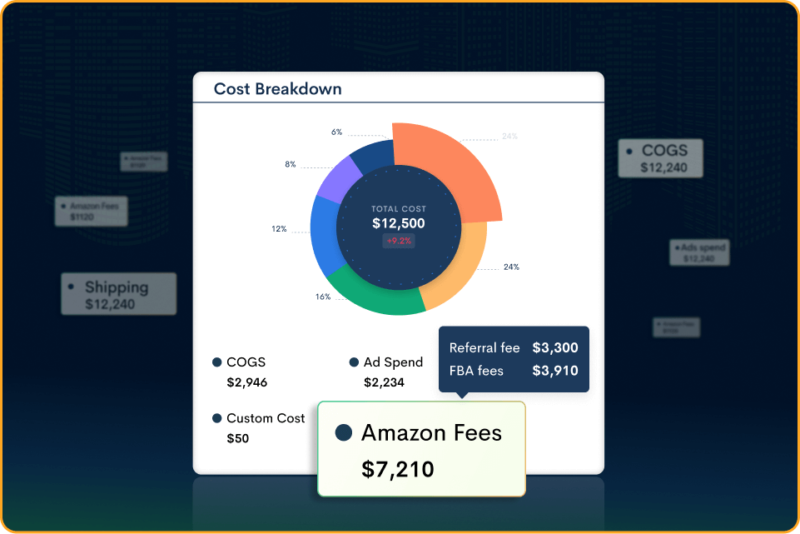 Cost Breakdown
6%
24%
8%
12%
TOTAL COST
$12,500
+9.2%
24%
16%
COGS
$2,946
Ad Spend
$2,234
Referral fee $3,300
FBA fees $3,910
Custom Cost
$50
Amazon Fees
$7,210
Amazon Fees
$1120
Shipping
$12,240
COGS
$12,240
Ads spend
$12,240
Amazon Fees